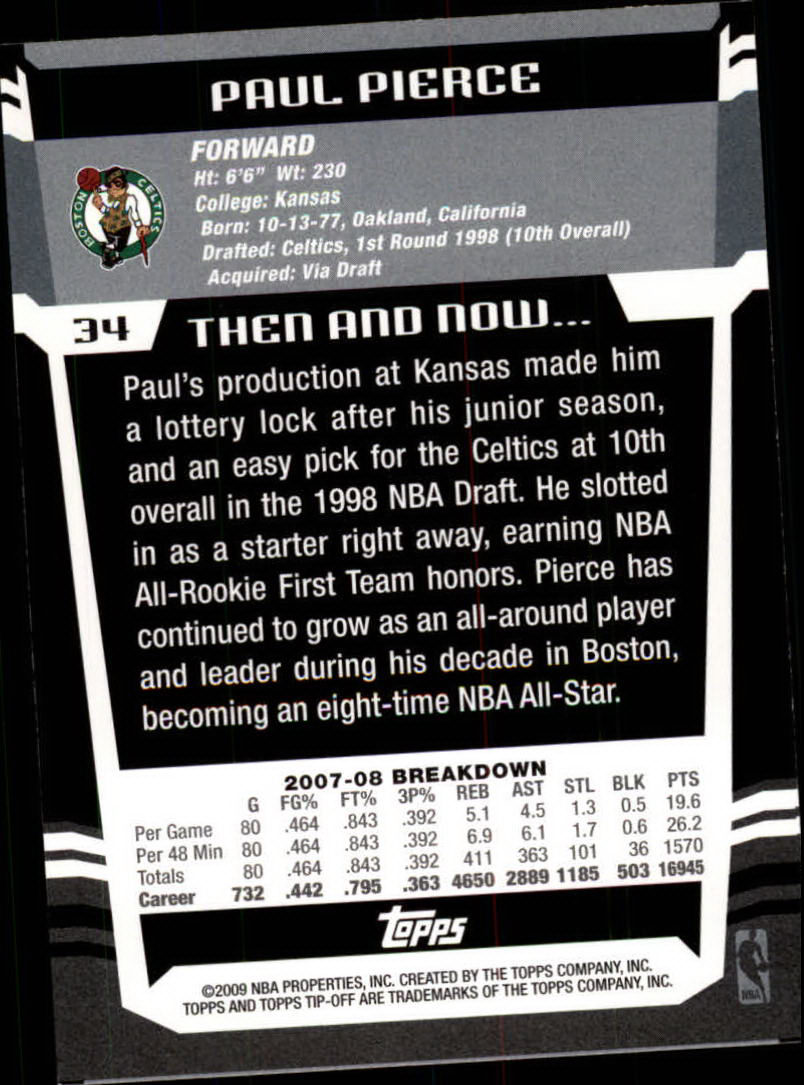 PAUL PIERCE
FORWARD
Ht: 6'6" Wt: 230
College: Kansas
Born: 10-13-77, Oakland, California
Drafted: Celtics, 1st Round 1998 (10th Overall)
Acquired: Via Draft
BOSTON CELTICS
34 THEN AND NOW...
Paul's production at Kansas made him
a lottery lock after his junior season,
and an easy pick for the Celtics at 10th
overall in the 1998 NBA Draft. He slotted
in as a starter right away, earning NBA
All-Rookie First Team honors. Pierce has
continued to grow as an all-around player
and leader during his decade in Boston,
becoming an eight-time NBA All-Star.
2007-08 BREAKDOWN
G FG% FT% 3P% REB AST STL BLK PTS
Per Game 80 .464 .843 .392 5.1 4.5 1.3 0.5 19.6
Per 48 Min 80 .464 .843 .392 6.9 6.1 1.7 0.6 26.2
Totals 80 .464 .843 .392 411 363 101 36 1570
Career 732 .442 .795 .363 4650 2889 1185 503 16945
topps
©2009 NBA PROPERTIES, INC. CREATED BY THE TOPPS COMPANY, INC.
TOPPS AND TOPPS TIP-OFF ARE TRADEMARKS OF THE TOPPS COMPANY, INC.
NBA